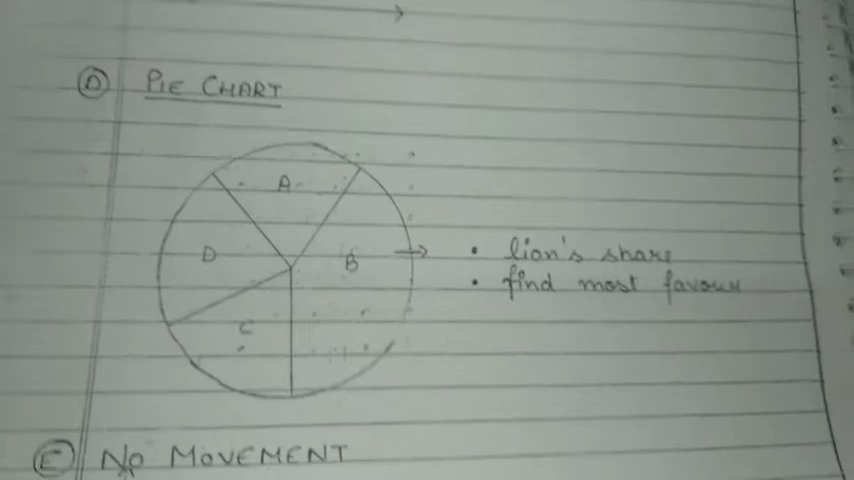 D PIE CHART
A
D
B
C
• lion's share
• find most favour
E NO MOVEMENT